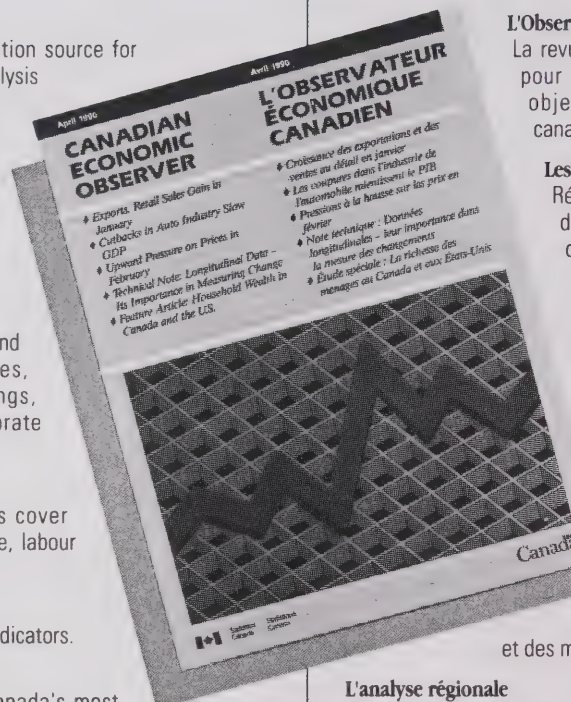 tion source for
lysis
nd
es,
ngs,
orate
s cover
e, labour
dicators.
anada's most
April 1990
CANADIAN
ECONOMIC
OBSERVER
♦ Exports, Retail Sales Gain in
January
♦ Cutbacks in Auto Industry Slow
GDP
♦ Upward Pressure on Prices in
February
♦ Technical Note: Longitudinal Data –
Its Importance in Measuring Change
♦ Feature Article: Household Wealth in
Canada and the U.S.
Avril 1990
L'OBSERVATEUR
ÉCONOMIQUE
CANADIEN
♦ Croissance des exportations et des
ventes au détail en janvier
♦ Les coupures dans l'industrie de
l'automobile ralentissent le PIB
♦ Pressions à la hausse sur les prix en
février
♦ Note technique : Données
longitudinales – leur importance dans
la mesure des changements
♦ Étude spéciale : La richesse des
ménages au Canada et aux États-Unis
Statistics Statistique
Canada Canada
Canada
L'Obser
La revu
pour
obje
cana
Les
Ré
d
et des m
L'analyse régionale